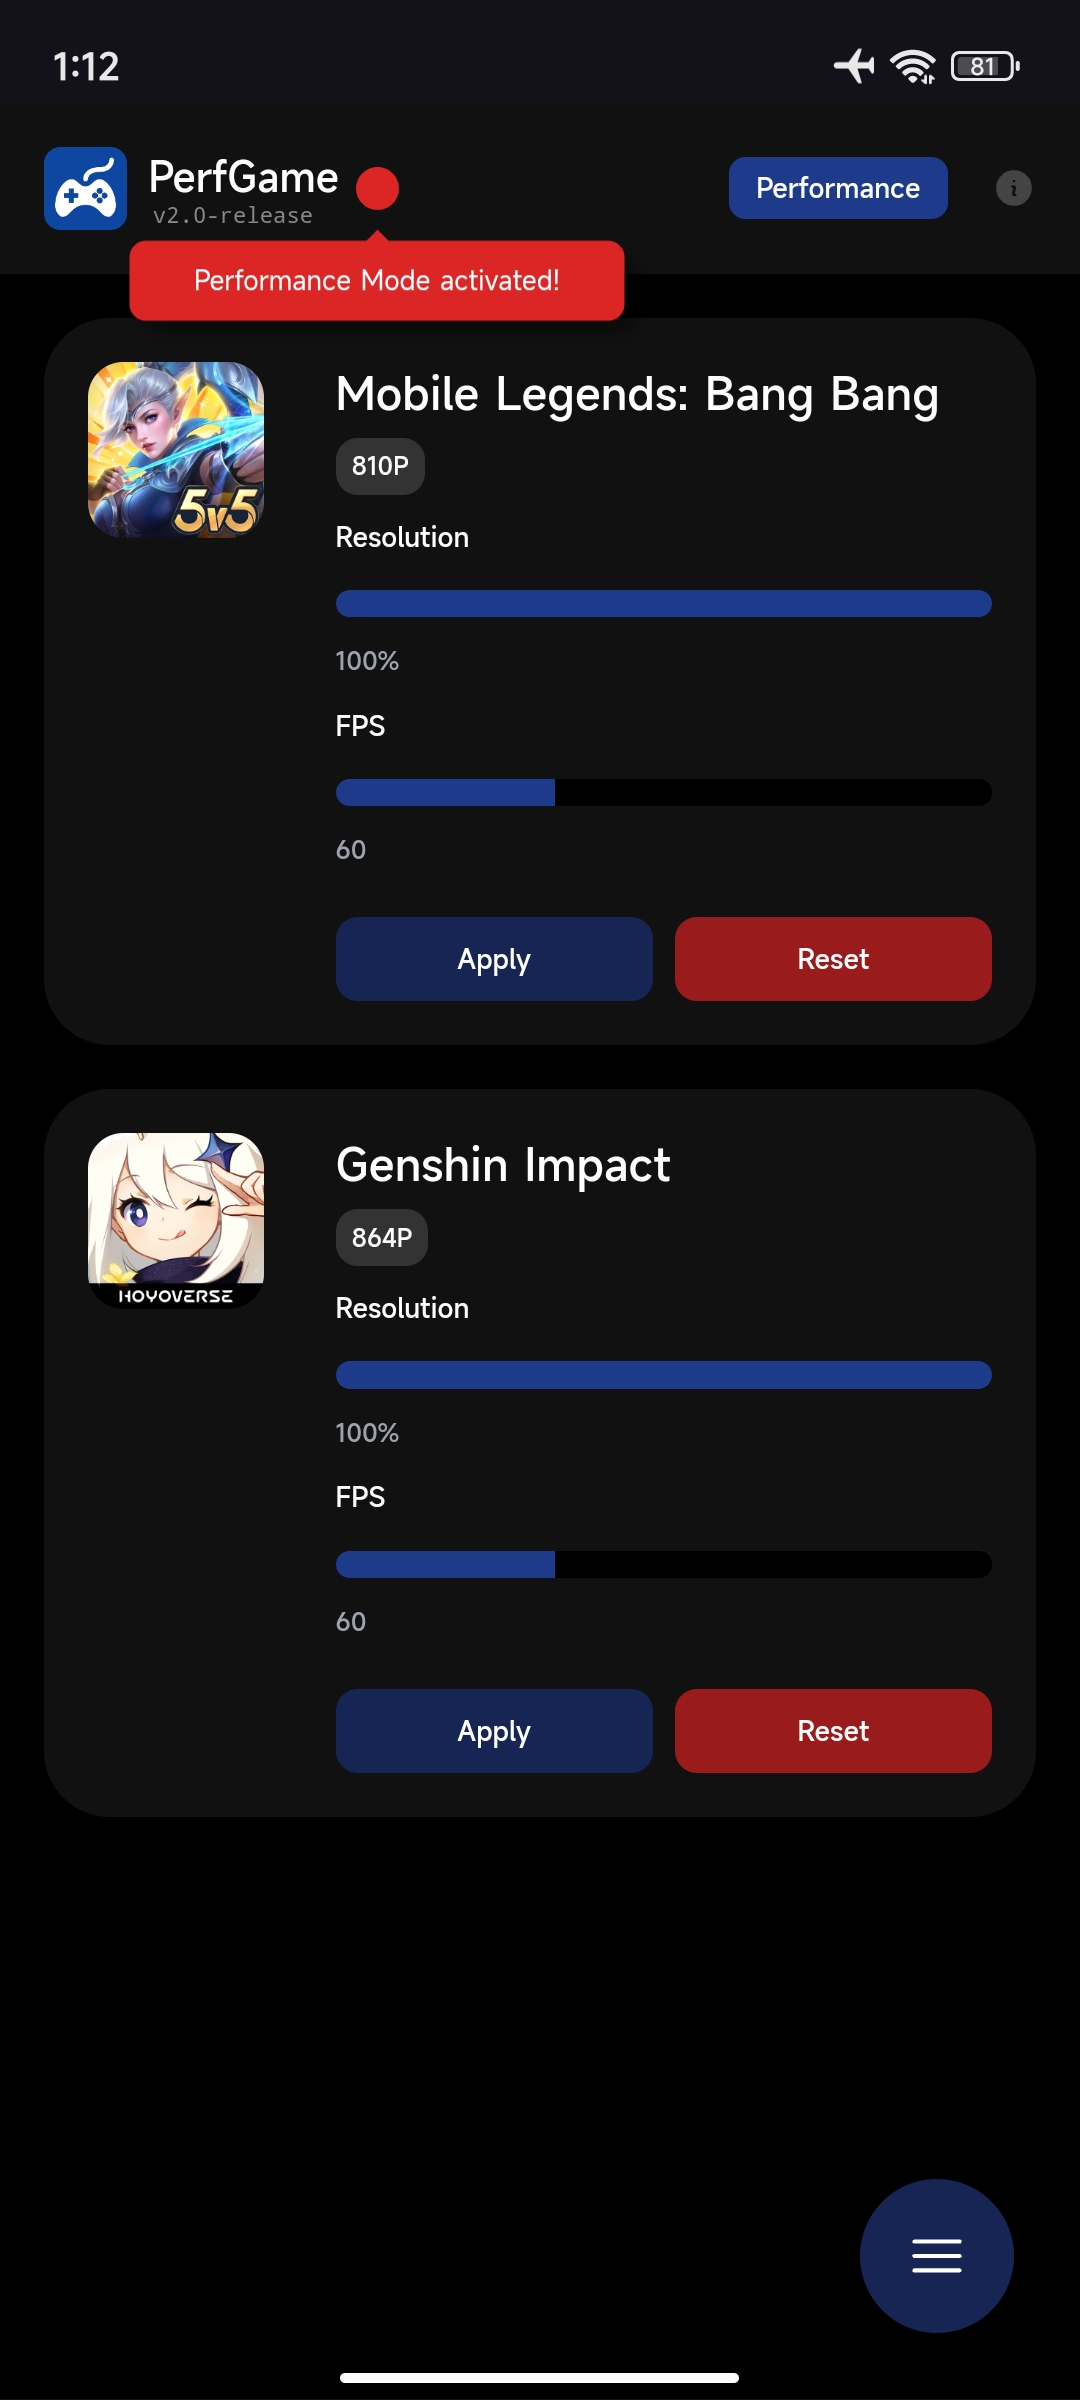 1:12
81
PerfGame
v2.0-release
Performance
Performance Mode activated!
Mobile Legends: Bang Bang
5v5
810P
Resolution
100%
FPS
60
Apply
Reset
Genshin Impact
HOYOVERSE
864P
Resolution
100%
FPS
60
Apply
Reset